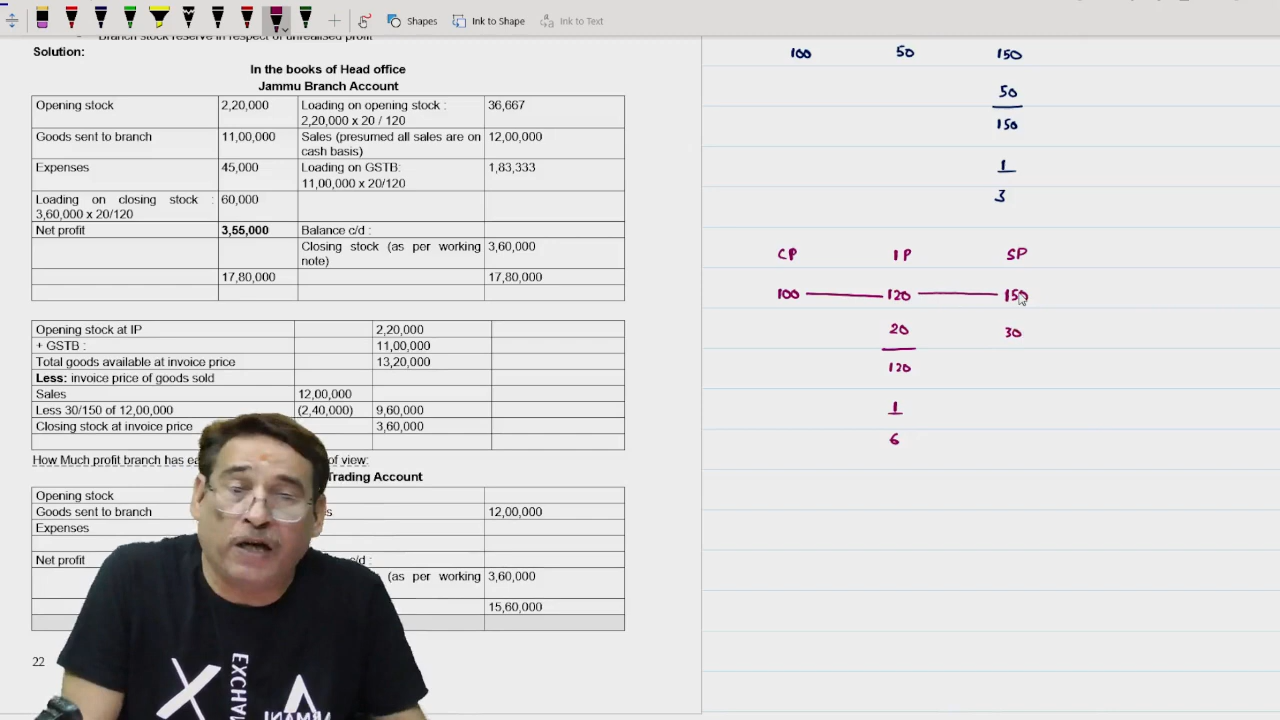 Shapes
Ink to Shape
Ink to Text
Branch stock reserve in respect of unrealised profit
Solution:
In the books of Head office
Jammu Branch Account
Opening stock 2,20,000 Loading on opening stock : 36,667
2,20,000 x 20 / 120
Goods sent to branch 11,00,000 Sales (presumed all sales are on 12,00,000
cash basis)
Expenses 45,000 Loading on GSTB: 1,83,333
11,00,000 x 20/120
Loading on closing stock : 60,000
3,60,000 x 20/120
Net profit 3,55,000 Balance c/d :
Closing stock (as per working 3,60,000
note)
17,80,000 17,80,000
Opening stock at IP 2,20,000
+ GSTB : 11,00,000
Total goods available at invoice price 13,20,000
Less: invoice price of goods sold
Sales 12,00,000
Less 30/150 of 12,00,000 (2,40,000) 9,60,000
Closing stock at invoice price 3,60,000
How Much profit branch has of view:
Trading Account
Opening stock
Goods sent to branch 12,00,000
Expenses
Net profit c/d :
(as per working 3,60,000
15,60,000
22
100 50 150
50
150
1
3
CP IP SP
100 120 150
20 30
120
1
6
EXCHAN
ARMANI